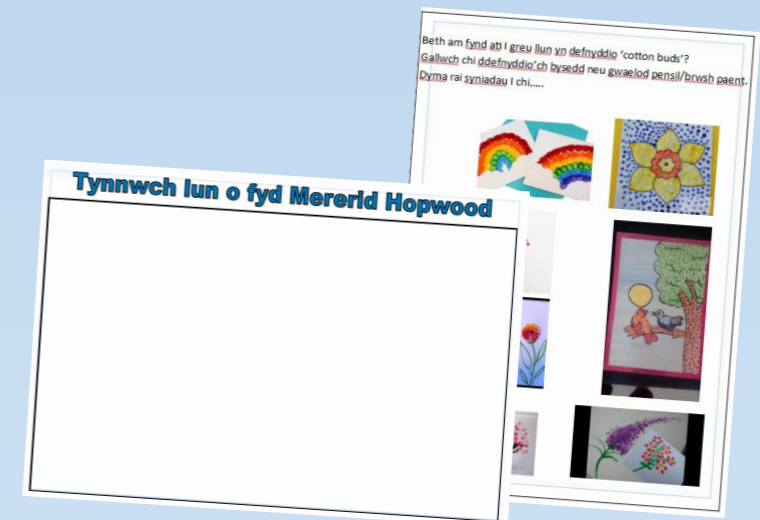 Beth am fynd ati I greu llun yn defnyddio ‘cotton buds’?
Gallwch chi ddefnyddio’ch bysedd neu gwaelod pensil/brwsh paent.
Dyma rai syniadau I chi.....
Tynnwch lun o fyd Mererid Hopwood